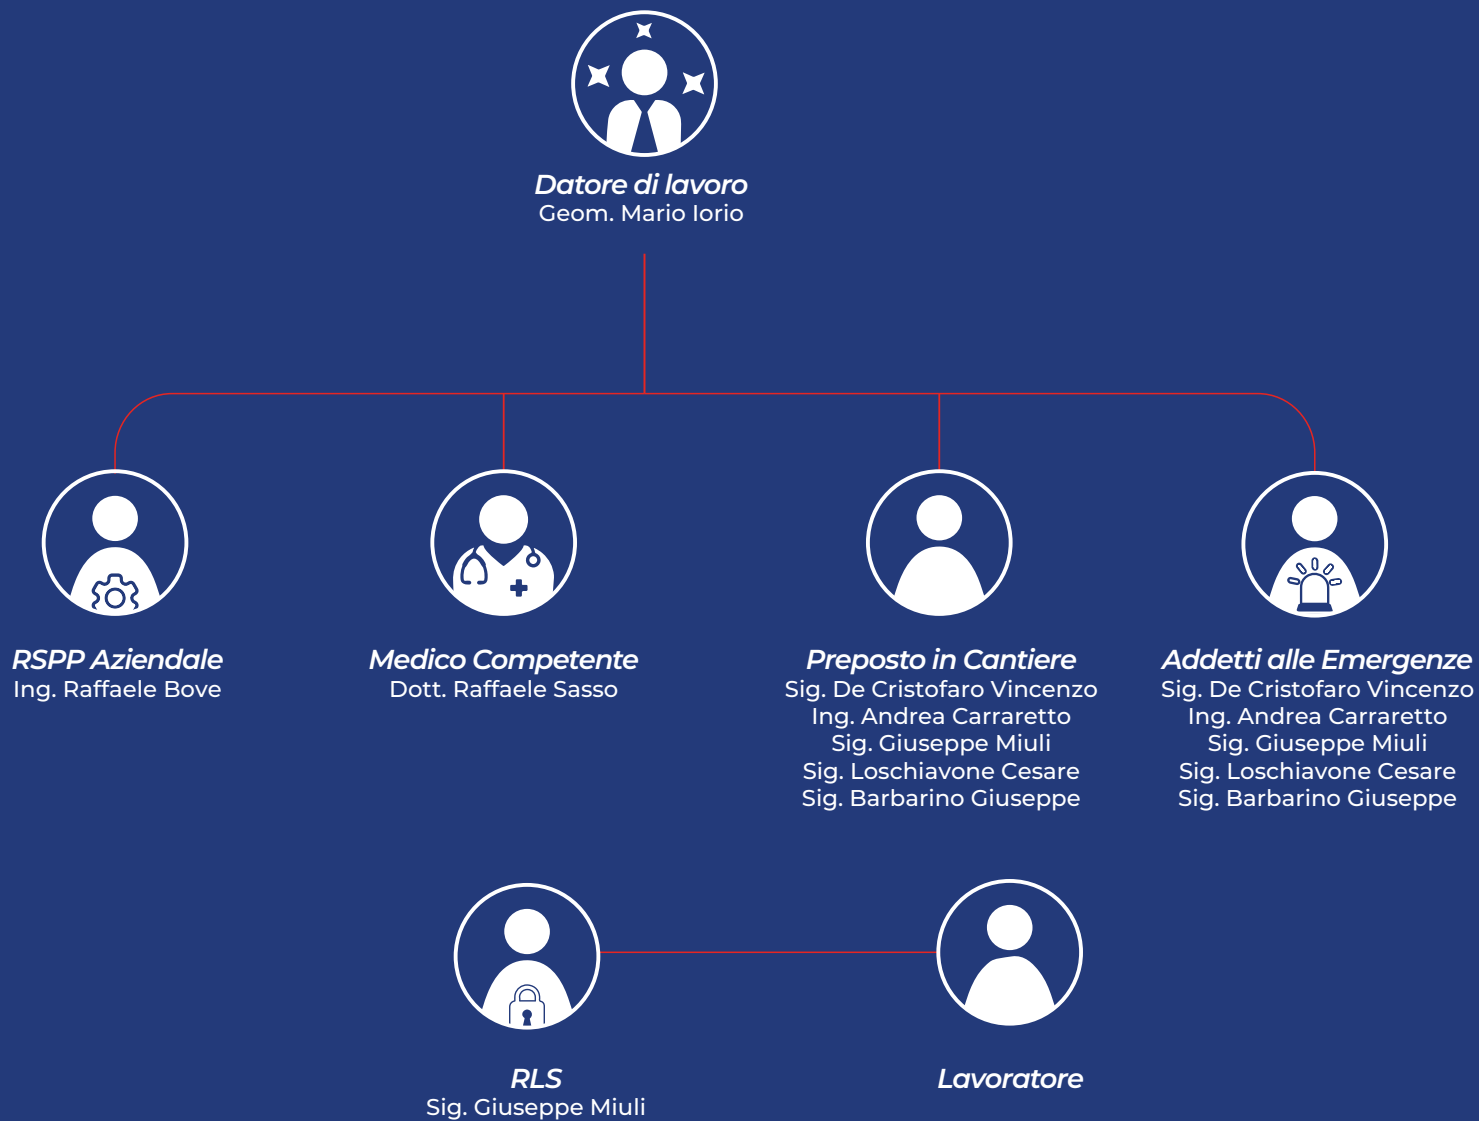 Datore di lavoro
Geom. Mario Iorio
RSPP Aziendale
Ing. Raffaele Bove
Medico Competente
Dott. Raffaele Sasso
Preposto in Cantiere
Sig. De Cristofaro Vincenzo
Ing. Andrea Carraretto
Sig. Giuseppe Miuli
Sig. Loschiavone Cesare
Sig. Barbarino Giuseppe
Addetti alle Emergenze
Sig. De Cristofaro Vincenzo
Ing. Andrea Carraretto
Sig. Giuseppe Miuli
Sig. Loschiavone Cesare
Sig. Barbarino Giuseppe
RLS
Sig. Giuseppe Miuli
Lavoratore